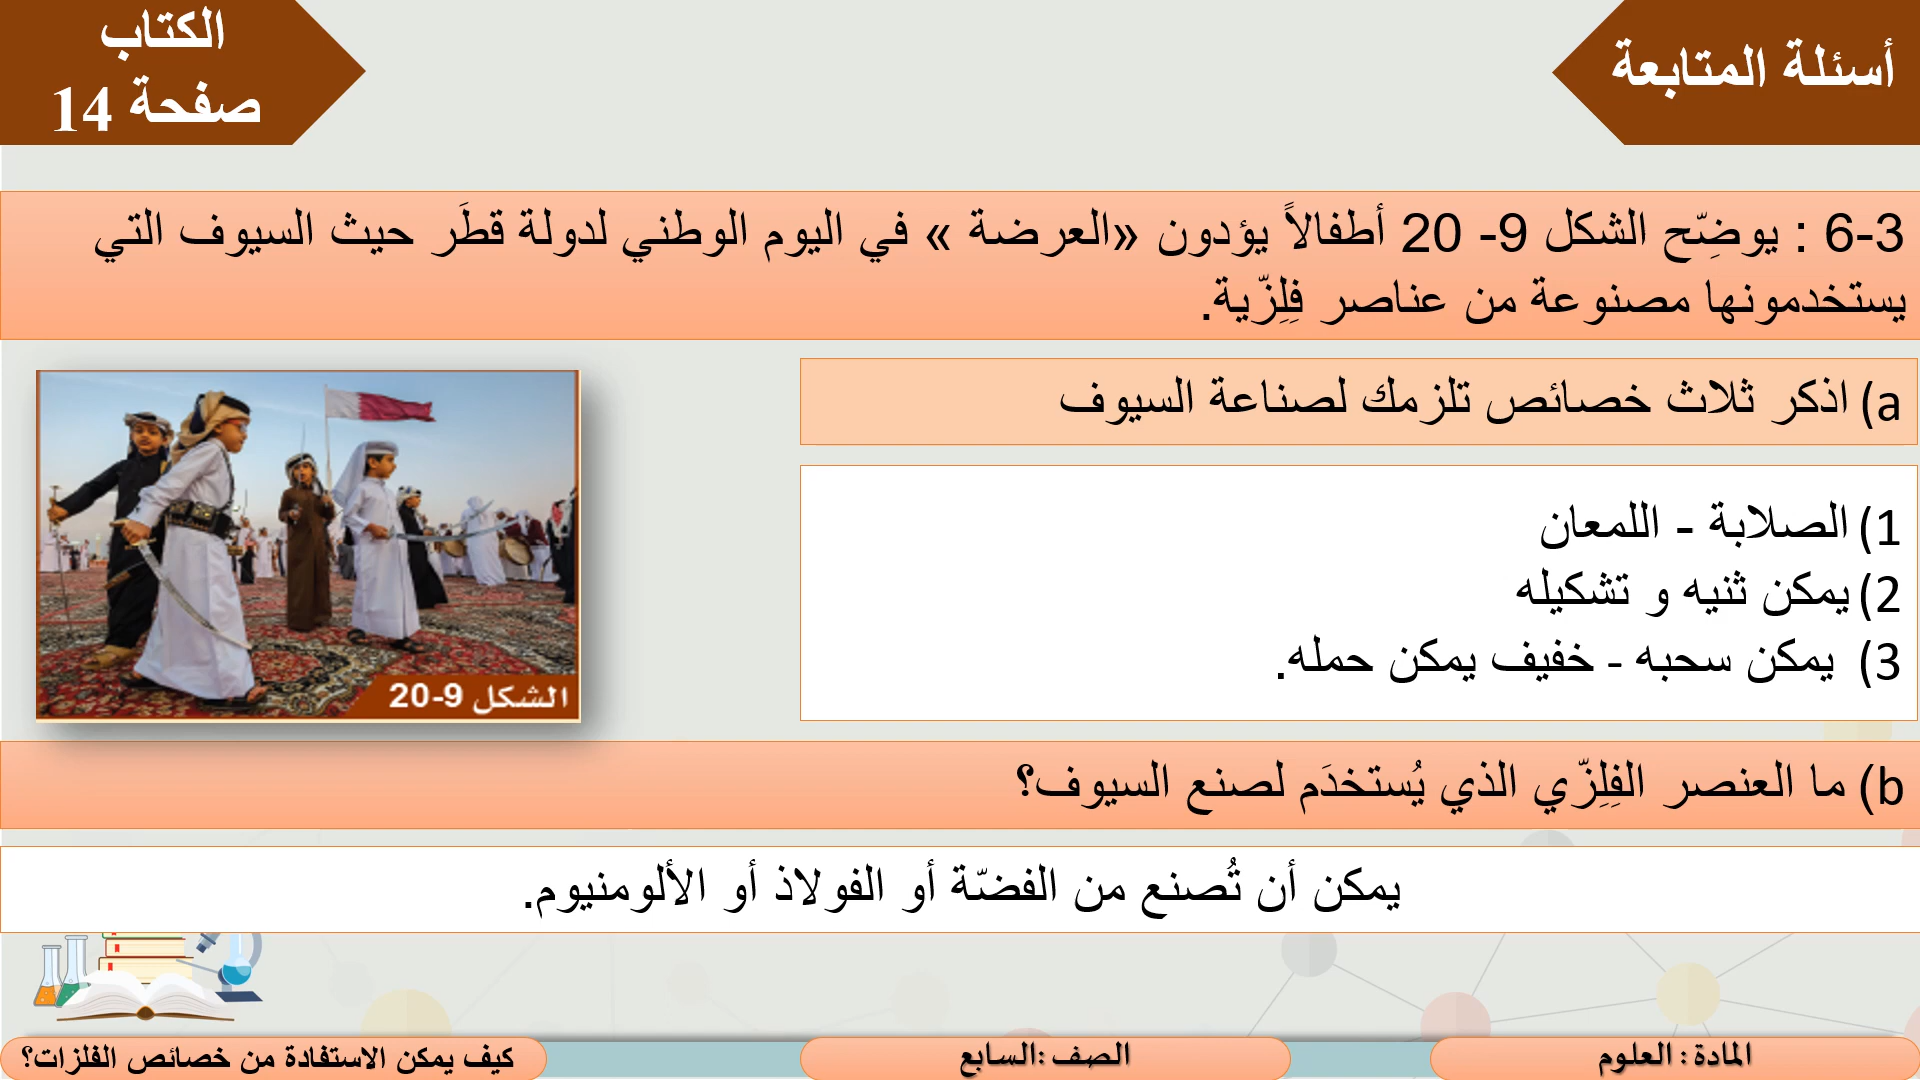 أسئلة المتابعة
الكتاب
صفحة 14
6-3 : يوضِّح الشكل 9- 20 أطفالاً يؤدون «العرضة » في اليوم الوطني لدولة قطَر حيث السيوف التي
يستخدمونها مصنوعة من عناصر فِلِزّية.
a) اذكر ثلاث خصائص تلزمك لصناعة السيوف
1) الصلابة - اللمعان
2) يمكن ثنيه و تشكيله
3) يمكن سحبه - خفيف يمكن حمله.
الشكل 9-20
b) ما العنصر الفِلِزّي الذي يُستخدَم لصنع السيوف؟
يمكن أن تُصنع من الفضّة أو الفولاذ أو الألومنيوم.
المادة : العلوم
الصف :السابع
كيف يمكن الاستفادة من خصائص الفلزات؟